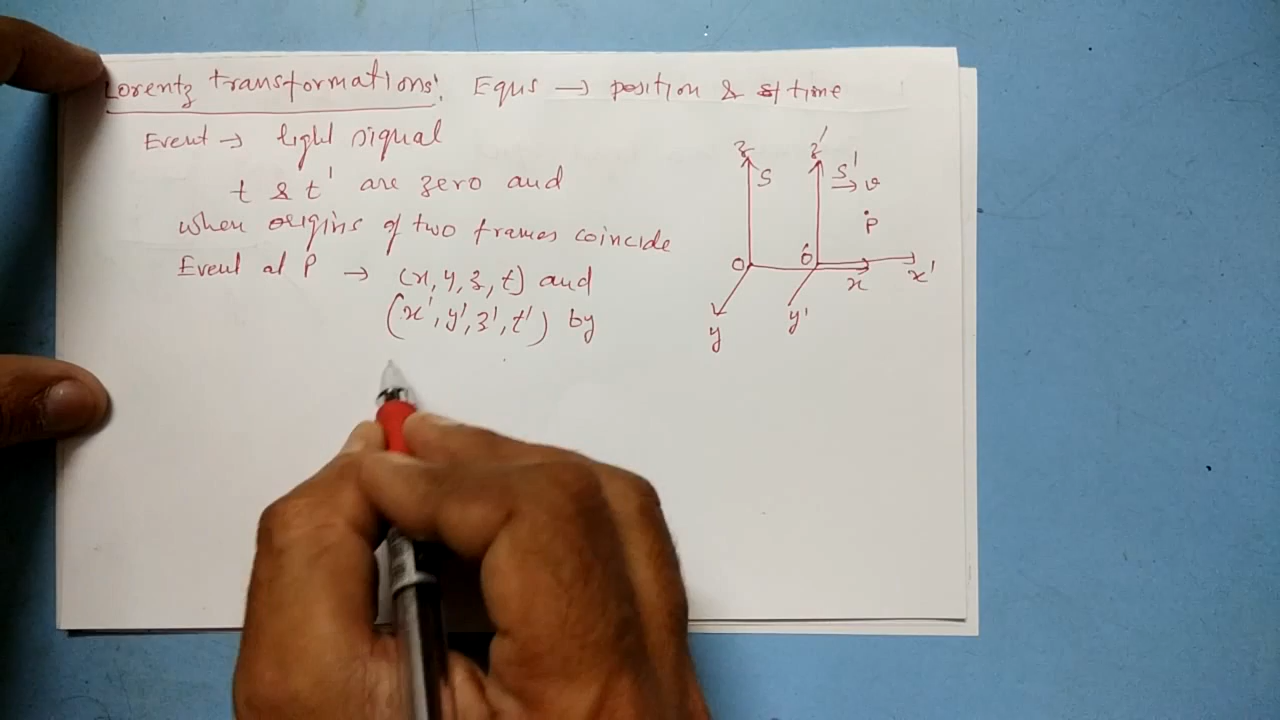 Lorentz transformations: Equs → position & time
Event → light signal
t & t' are zero and
when origins of two frames coincide
Event at P → (x, y, z, t) and
(x', y', z', t') by
z z'
S S'
→ v
P
O O'
x x'
y y'